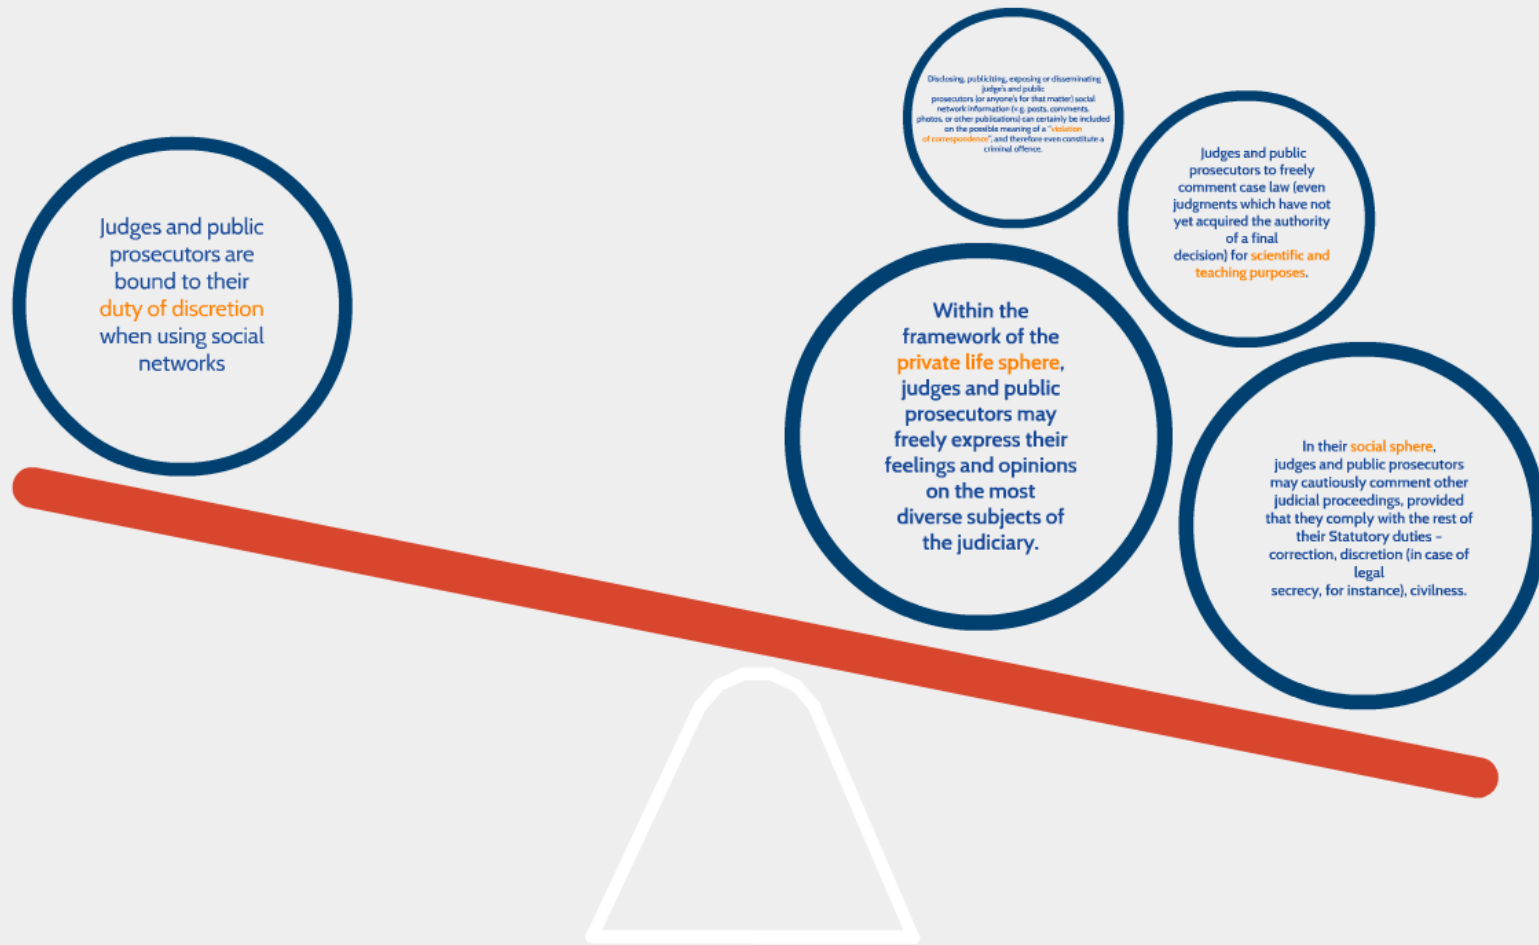 Judges and public
prosecutors are
bound to their
duty of discretion
when using social
networks
Disclosing, publicizing, exposing or disseminating
judge's and public
prosecutors (or anyone's for that matter) social
network information (v.g. posts, comments,
photos, or other publications) can certainly be included
on the possible meaning of a "violation
of correspondence", and therefore even constitute a
criminal offence.
Judges and public
prosecutors to freely
comment case law (even
judgments which have not
yet acquired the authority
of a final
decision) for scientific and
teaching purposes.
Within the
framework of the
private life sphere,
judges and public
prosecutors may
freely express their
feelings and opinions
on the most
diverse subjects of
the judiciary.
In their social sphere,
judges and public prosecutors
may cautiously comment other
judicial proceedings, provided
that they comply with the rest of
their Statutory duties –
correction, discretion (in case of
legal
secrecy, for instance), civilness.